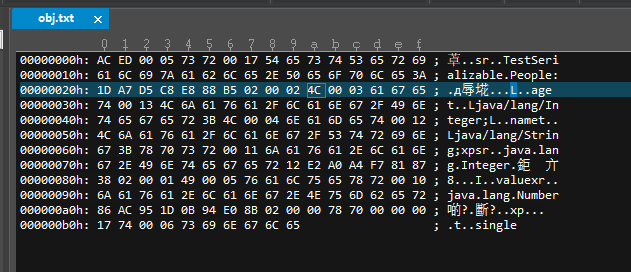 obj.txt
0 1 2 3 4 5 6 7 8 9 a b c d e f
00000000h: AC ED 00 05 73 72 00 17 54 65 73 74 53 65 72 69 ; ..sr..TestSeri
00000010h: 61 6C 69 7A 61 62 6C 65 2E 50 65 6F 70 6C 65 3A ; alizable.People:
00000020h: 1D A7 D5 C8 E8 88 B5 02 00 02 4C 00 03 61 67 65 ; .д辱埖...L..age
00000030h: 74 00 13 4C 6A 61 76 61 2F 6C 61 6E 67 2F 49 6E ; t..Ljava/lang/In
00000040h: 74 65 67 65 72 3B 4C 00 04 6E 61 6D 65 74 00 12 ; teger;L..namet..
00000050h: 4C 6A 61 76 61 2F 6C 61 6E 67 2F 53 74 72 69 6E ; Ljava/lang/Strin
00000060h: 67 3B 78 70 73 72 00 11 6A 61 76 61 2E 6C 61 6E ; g;xpsr..java.lan
00000070h: 67 2E 49 6E 74 65 67 65 72 12 E2 A0 A4 F7 81 87 ; g.Integer.
00000080h: 38 02 00 01 49 00 05 76 61 6C 75 65 78 72 00 10 ; 8...I..valuexr..
00000090h: 6A 61 76 61 2E 6C 61 6E 67 2E 4E 75 6D 62 65 72 ; java.lang.Number
000000a0h: 86 AC 95 1D 0B 94 E0 8B 02 00 00 78 70 00 00 00 ; 啲?.斷?..xp...
000000b0h: 17 74 00 06 73 69 6E 67 6C 65 ; .t..single